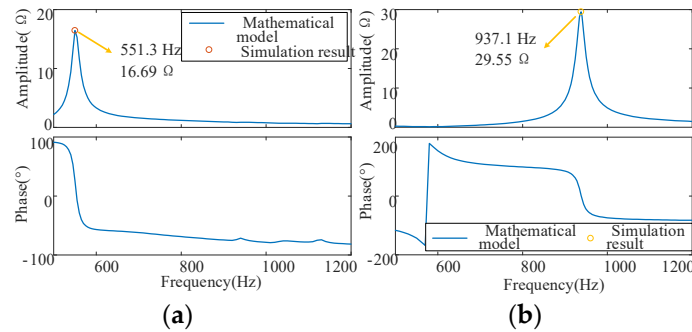 Amplitude( Ω)
20
10
0
Mathematical
model
Simulation result
551.3 Hz
16.69 Ω
Phase(°)
100
0
-100
600
800
1000
1200
Frequency(Hz)
(a)
Amplitude( Ω)
30
20
10
0
937.1 Hz
29.55 Ω
Phase(°)
200
0
-200
Mathematical
model
Simulation
result
600
800
1000
1200
Frequency(Hz)
(b)